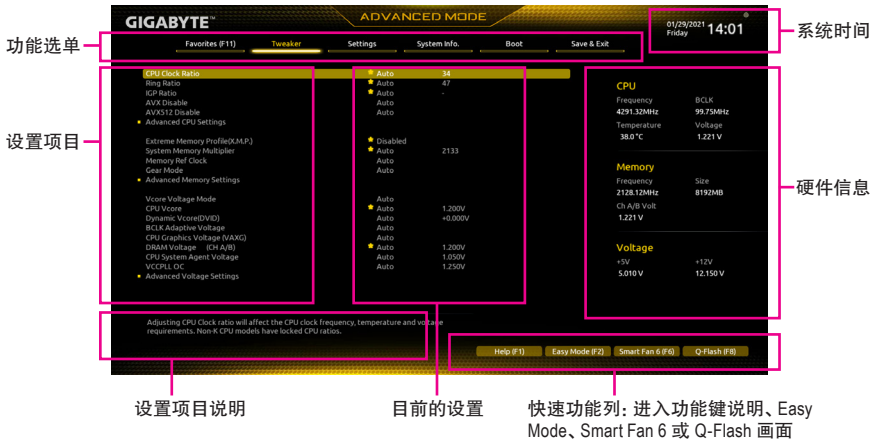 GIGABYTE™
ADVANCED MODE
01/29/2021 14:01
Friday
系统时间
功能选单
Favorites (F11) Tweaker Settings System Info. Boot Save & Exit
CPU Clock Ratio Auto 34
Ring Ratio Auto 47
IGP Ratio Auto -
AVX Disable Auto
AVX512 Disable Auto
Advanced CPU Settings
设置项目
Extreme Memory Profile(X.M.P.) Disabled
System Memory Multiplier Auto 2133
Memory Ref Clock Auto
Gear Mode Auto
Advanced Memory Settings
Vcore Voltage Mode Auto
CPU Vcore Auto 1.200V
Dynamic Vcore(DVID) Auto +0.000V
BCLK Adaptive Voltage Auto
CPU Graphics Voltage (VAXG) Auto
DRAM Voltage (CH A/B) Auto 1.200V
CPU System Agent Voltage Auto 1.050V
VCCPLL OC Auto 1.250V
Advanced Voltage Settings
CPU
Frequency BCLK
4291.32MHz 99.75MHz
Temperature Voltage
38.0 °C 1.221 V
Memory
Frequency Size
2128.12MHz 8192MB
Ch A/B Volt
1.221 V
硬件信息
Voltage
+5V +12V
5.010 V 12.150 V
Adjusting CPU Clock ratio will affect the CPU clock frequency, temperature and voltage
requirements. Non-K CPU models have locked CPU ratios.
Help (F1) Easy Mode (F2) Smart Fan 6 (F6) Q-Flash (F8)
设置项目说明
目前的设置
快速功能列: 进入功能键说明、Easy
Mode、Smart Fan 6 或 Q-Flash 画面